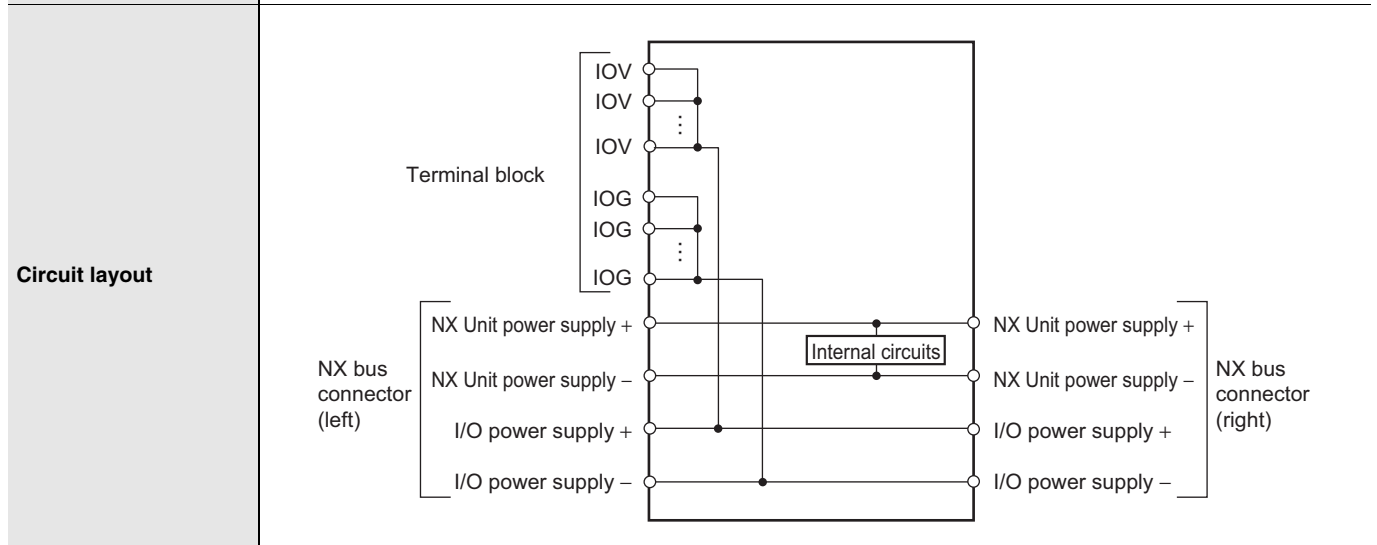 Circuit layout
Terminal block
IOV
IOV
⋮
IOV
IOG
IOG
⋮
IOG
NX bus
connector
(left)
NX Unit power supply +
NX Unit power supply −
I/O power supply +
I/O power supply −
Internal circuits
NX Unit power supply +
NX Unit power supply −
I/O power supply +
I/O power supply −
NX bus
connector
(right)